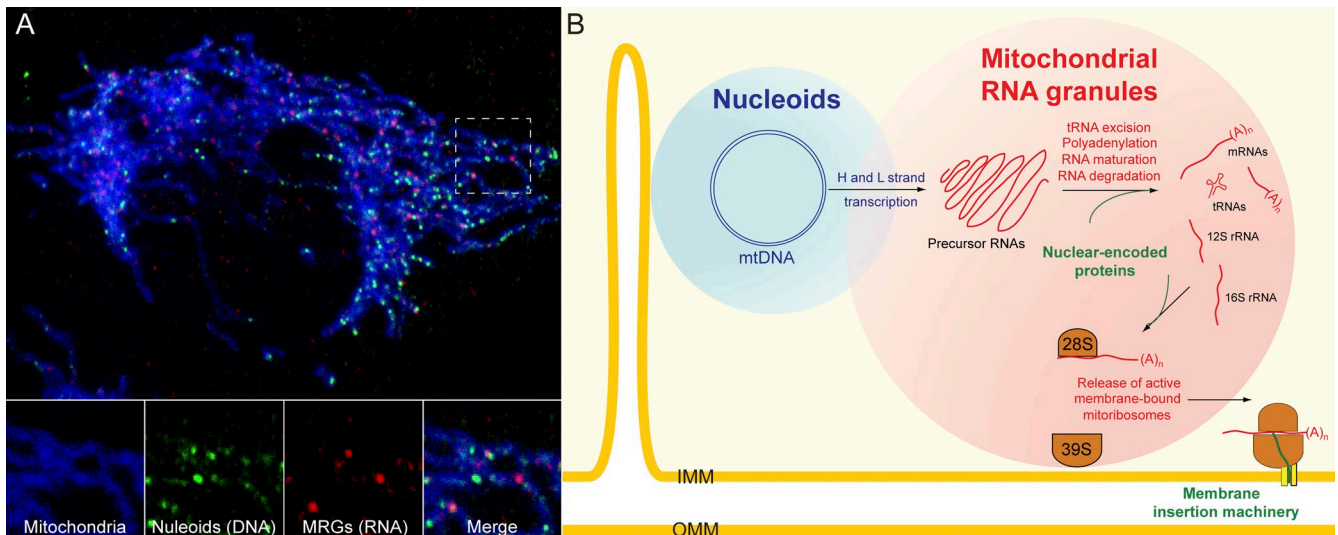 A
Mitochondria
Nuleoids (DNA)
MRGs (RNA)
Merge
B
Nucleoids
mtDNA
H and L strand
transcription
Mitochondrial
RNA granules
Precursor RNAs
tRNA excision
Polyadenylation
RNA maturation
RNA degradation
Nuclear-encoded
proteins
(A)n
mRNAs
(A)n
tRNAs
12S rRNA
16S rRNA
28S
(A)n
Release of active
membrane-bound
mitoribosomes
39S
(A)n
IMM
Membrane
insertion machinery
OMM